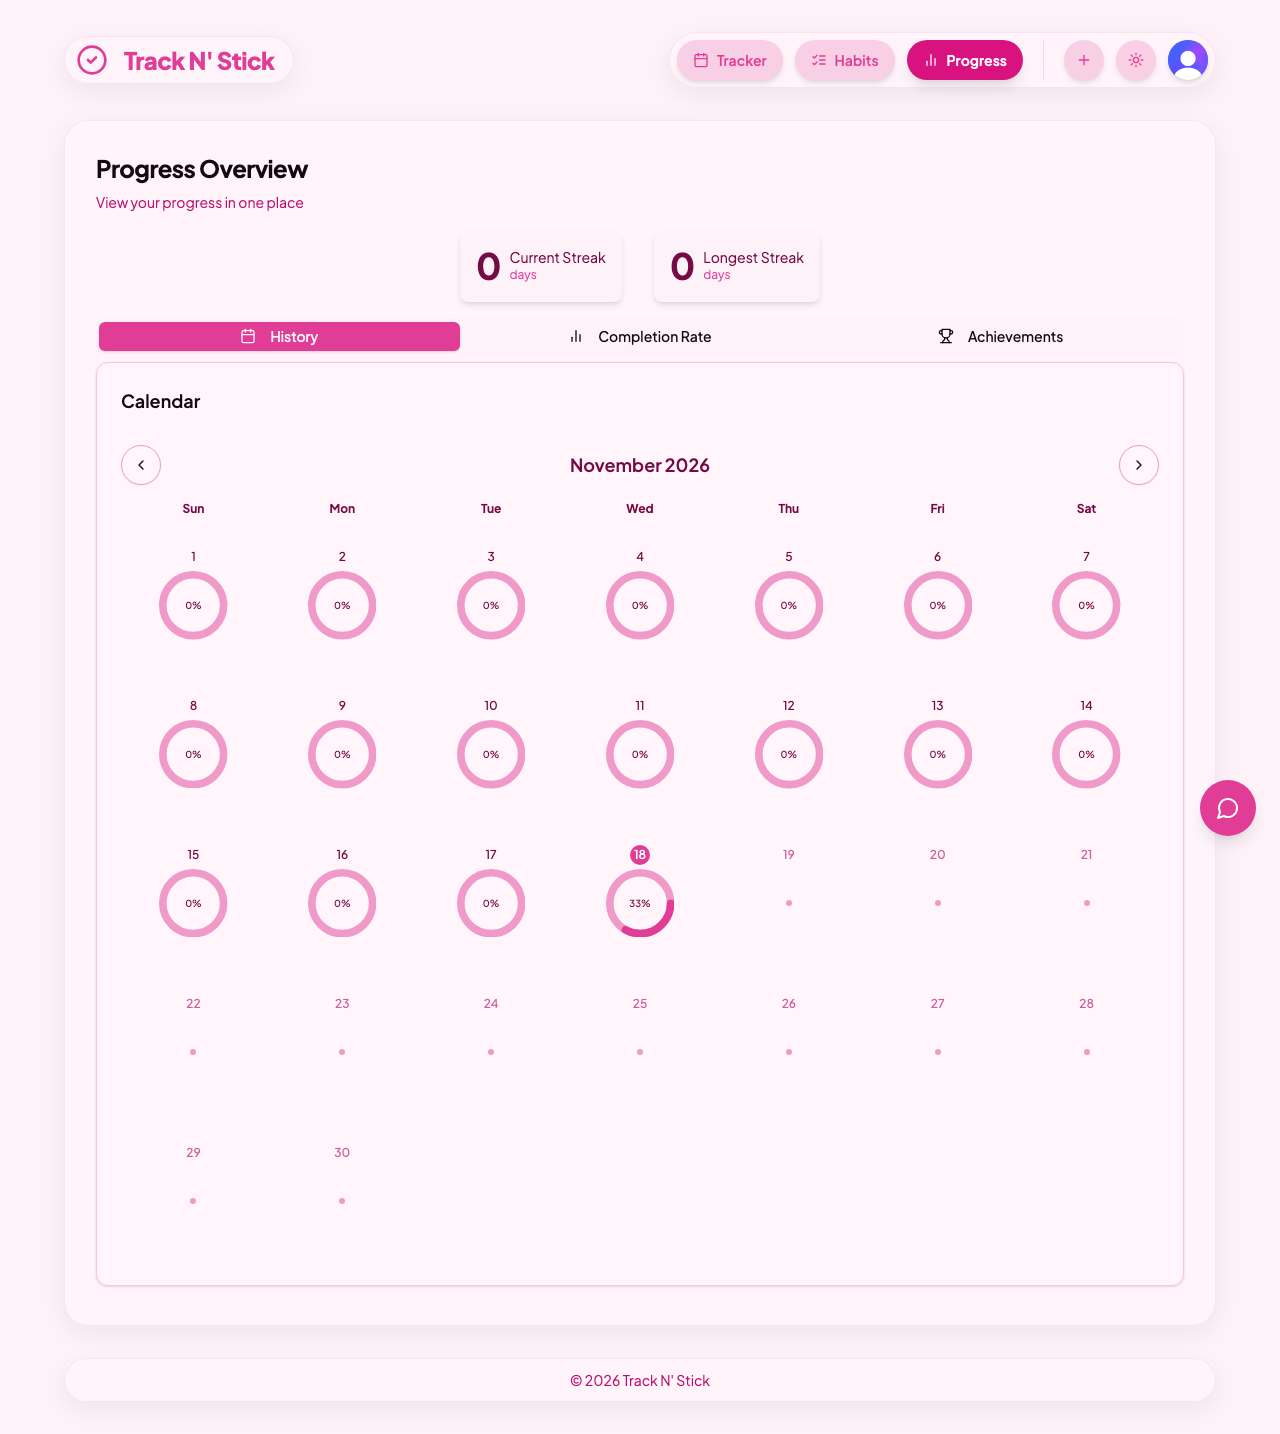 Track N' Stick
Tracker
Habits
Progress
Progress Overview
View your progress in one place
0 Current Streak
days
0 Longest Streak
days
History
Completion Rate
Achievements
Calendar
November 2026
Sun Mon Tue Wed Thu Fri Sat
1 2 3 4 5 6 7
0% 0% 0% 0% 0% 0% 0%
8 9 10 11 12 13 14
0% 0% 0% 0% 0% 0% 0%
15 16 17 18 19 20 21
0% 0% 0% 33%
22 23 24 25 26 27 28
29 30
© 2026 Track N' Stick